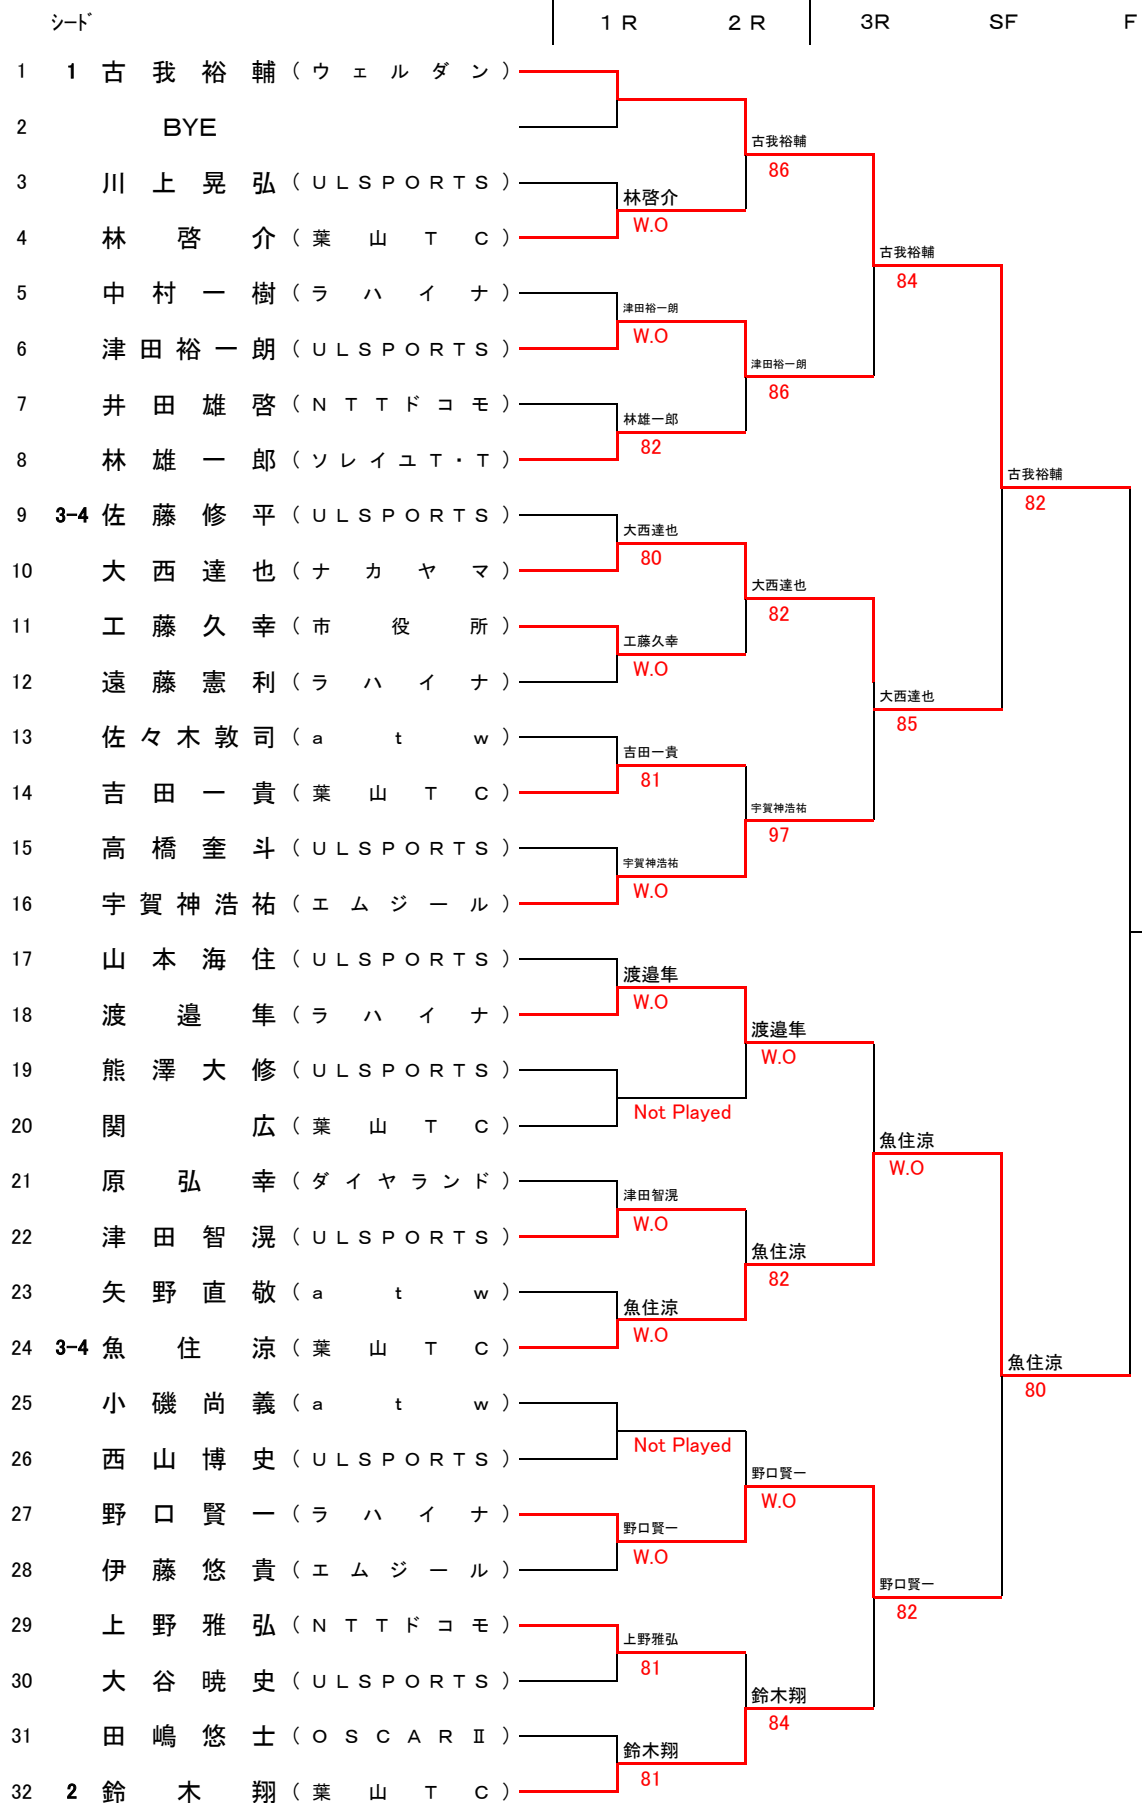 シード 1R 2R 3R SF F
1 1 古我裕輔 (ウェルダン)
2 BYE
古我裕輔
86
3 川上晃弘 (ULSPORTS)
林啓介
W.O
4 林啓介 (葉山TC)
古我裕輔
84
5 中村一樹 (ラハイナ)
津田裕一朗
W.O
6 津田裕一朗 (ULSPORTS)
津田裕一朗
86
7 井田雄啓 (NTTドコモ)
林雄一郎
82
8 林雄一郎 (ソレイユT・T)
古我裕輔
82
9 3-4 佐藤修平 (ULSPORTS)
大西達也
80
10 大西達也 (ナカヤマ)
大西達也
82
11 工藤久幸 (市役所)
工藤久幸
W.O
12 遠藤憲利 (ラハイナ)
大西達也
85
13 佐々木敦司 (atw)
吉田一貴
81
14 吉田一貴 (葉山TC)
宇賀神浩祐
97
15 高橋奎斗 (ULSPORTS)
宇賀神浩祐
W.O
16 宇賀神浩祐 (エムジール)
17 山本海住 (ULSPORTS)
渡邉隼
W.O
18 渡邉隼 (ラハイナ)
渡邉隼
W.O
19 熊澤大修 (ULSPORTS)
Not Played
20 関広 (葉山TC)
魚住涼
W.O
21 原弘幸 (ダイヤランド)
津田智滉
W.O
22 津田智滉 (ULSPORTS)
魚住涼
82
23 矢野直敬 (atw)
魚住涼
W.O
24 3-4 魚住涼 (葉山TC)
魚住涼
80
25 小磯尚義 (atw)
Not Played
26 西山博史 (ULSPORTS)
野口賢一
W.O
27 野口賢一 (ラハイナ)
野口賢一
W.O
28 伊藤悠貴 (エムジール)
野口賢一
82
29 上野雅弘 (NTTドコモ)
上野雅弘
81
30 大谷暁史 (ULSPORTS)
鈴木翔
84
31 田嶋悠士 (OSCARⅡ)
鈴木翔
81
32 2 鈴木翔 (葉山TC)